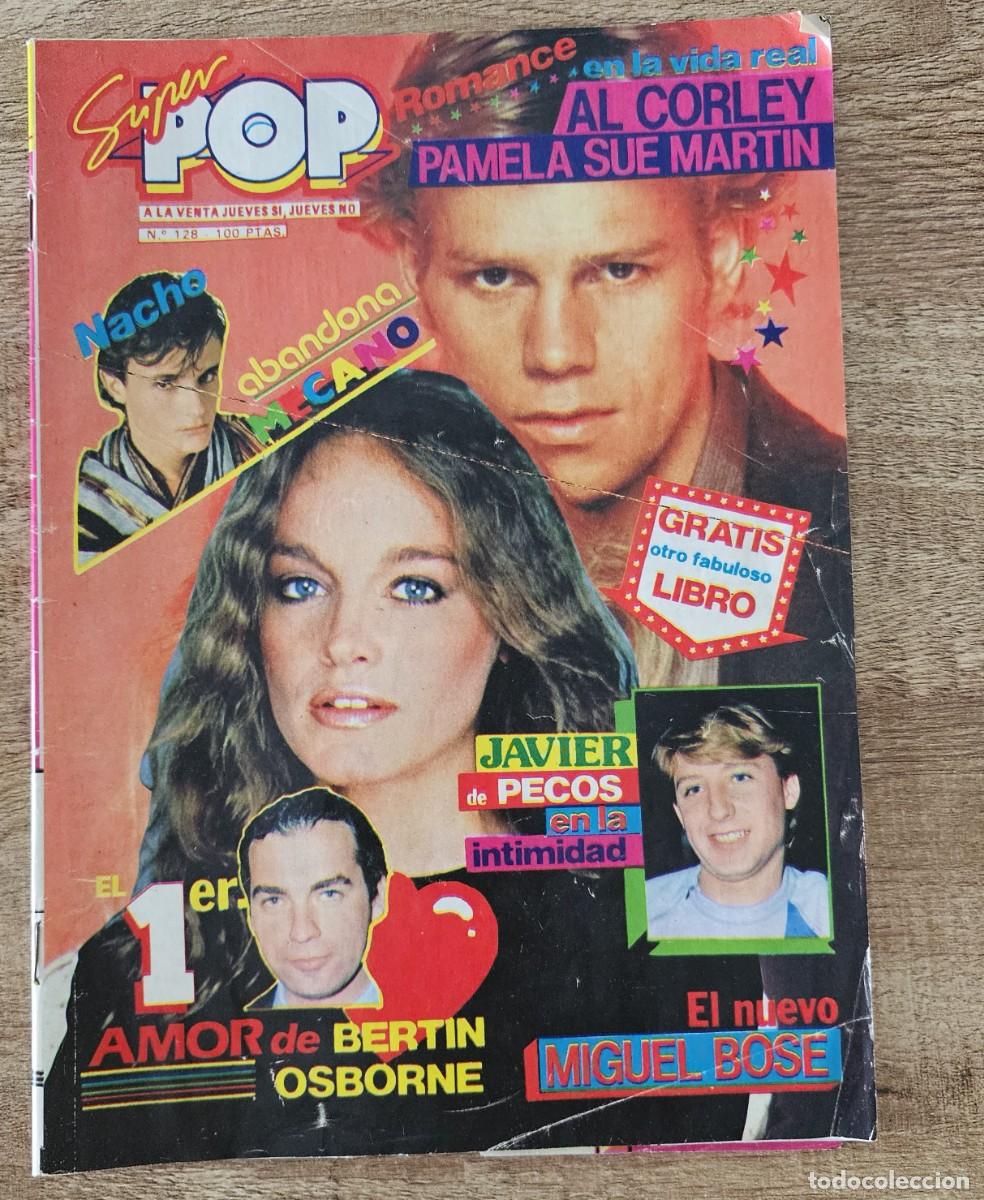 Super
POP
A LA VENTA JUEVES SI, JUEVES NO
N.º 128 - 100 PTAS.
Romance en la vida real
AL CORLEY
PAMELA SUE MARTIN
Nacho
abandona
MECANO
GRATIS
otro fabuloso
LIBRO
JAVIER
de PECOS
en la
intimidad
EL 1er.
AMOR de BERTIN
OSBORNE
El nuevo
MIGUEL BOSE
todocoleccion